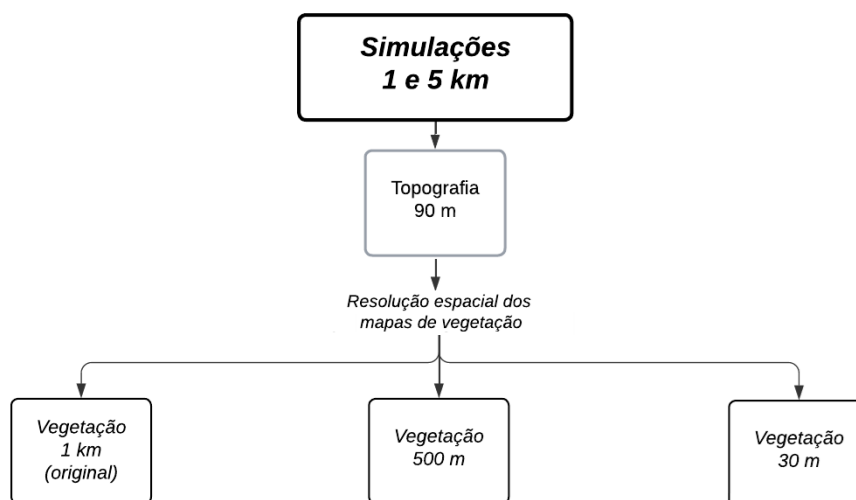 Simulações
1 e 5 km
Topografia
90 m
Resolução espacial dos
mapas de vegetação
Vegetação
1 km
(original)
Vegetação
500 m
Vegetação
30 m